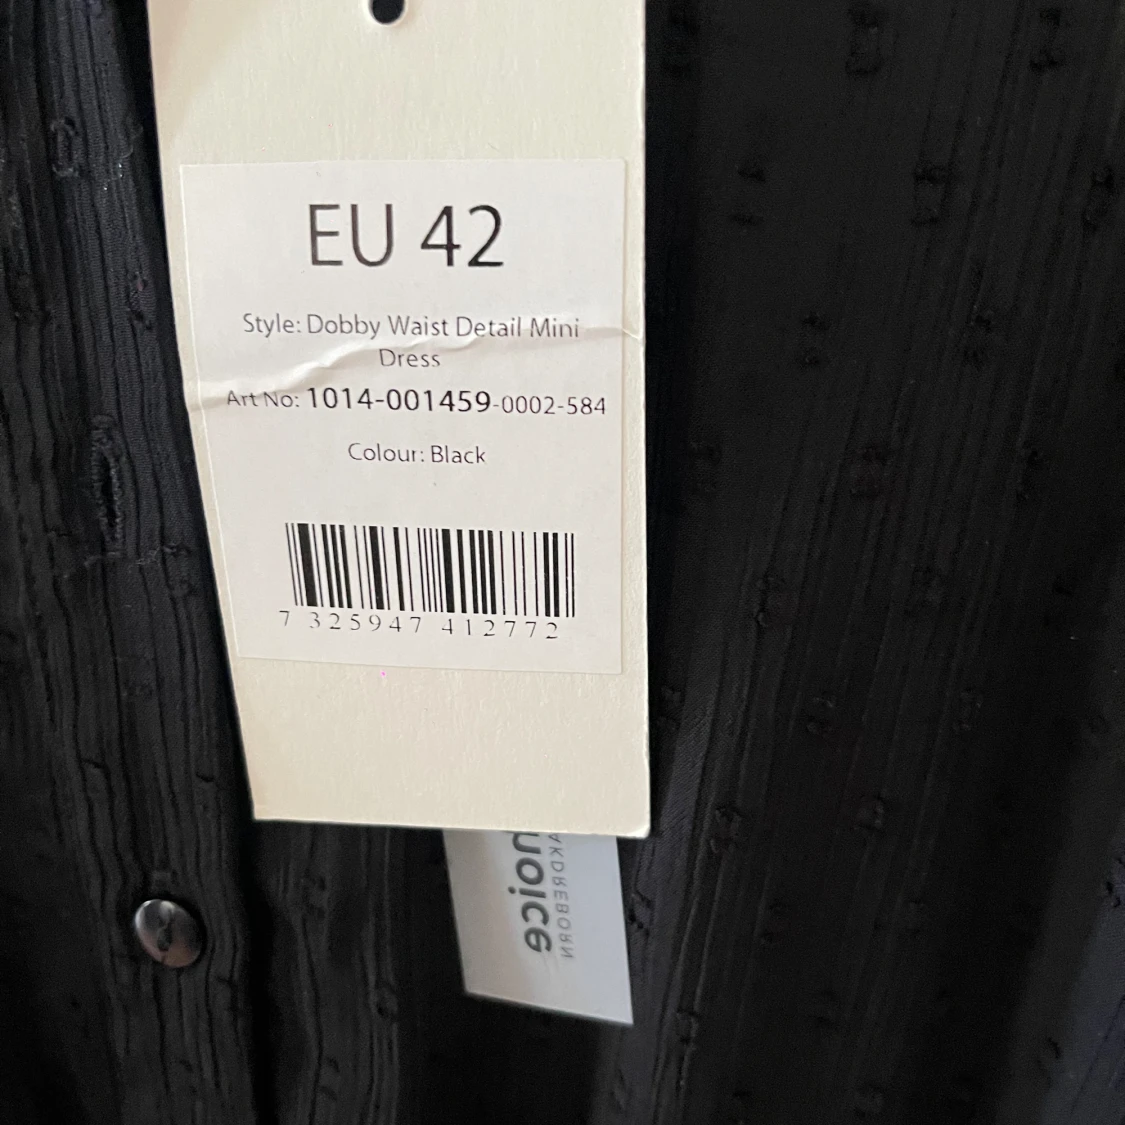 EU 42
Style: Dobby Waist Detail Mini
Dress
Art No: 1014-001459-0002-584
Colour: Black
7 325947 412772